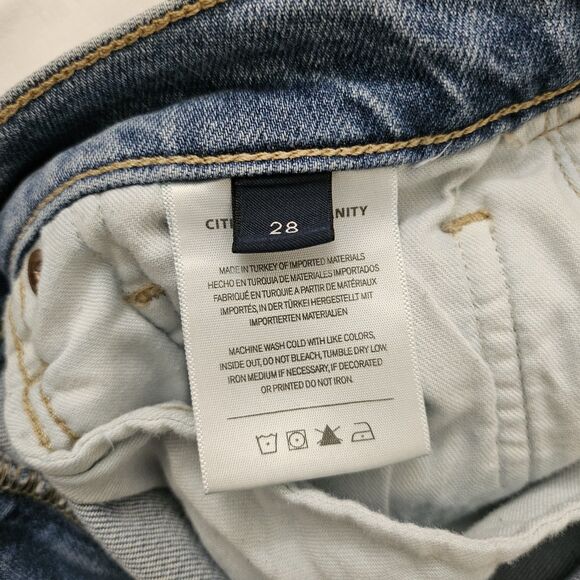 28
MADE IN TURKEY OF IMPORTED MATERIALS
HECHO EN TURQUIA DE MATERIALES IMPORTADOS
FABRIQUÉ EN TURQUIE A PARTIR DE MATÉRIAUX
IMPORTÉS, IN DER TÜRKEI HERGESTELLT MIT
IMPORTIERTEN MATERIALIEN
MACHINE WASH COLD WITH LIKE COLORS,
INSIDE OUT, DO NOT BLEACH, TUMBLE DRY LOW.
IRON MEDIUM IF NECESSARY, IF DECORATED
OR PRINTED DO NOT IRON.